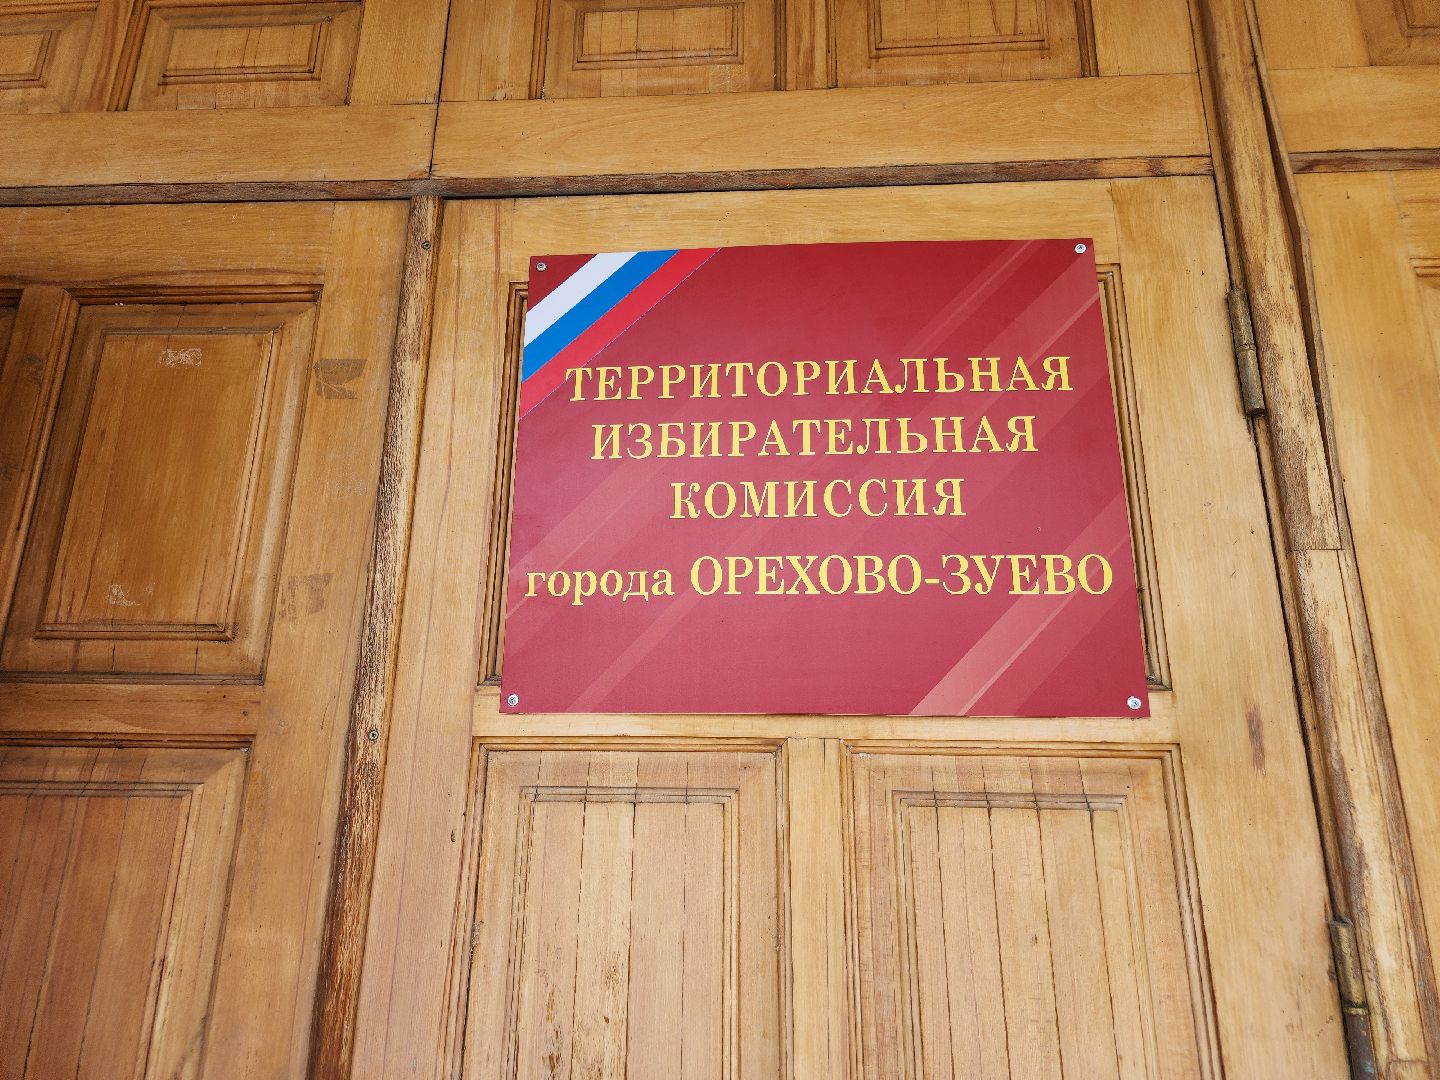 ТЕРРИТОРИАЛЬНАЯ
ИЗБИРАТЕЛЬНАЯ
КОМИССИЯ
города ОРЕХОВО-ЗУЕВО